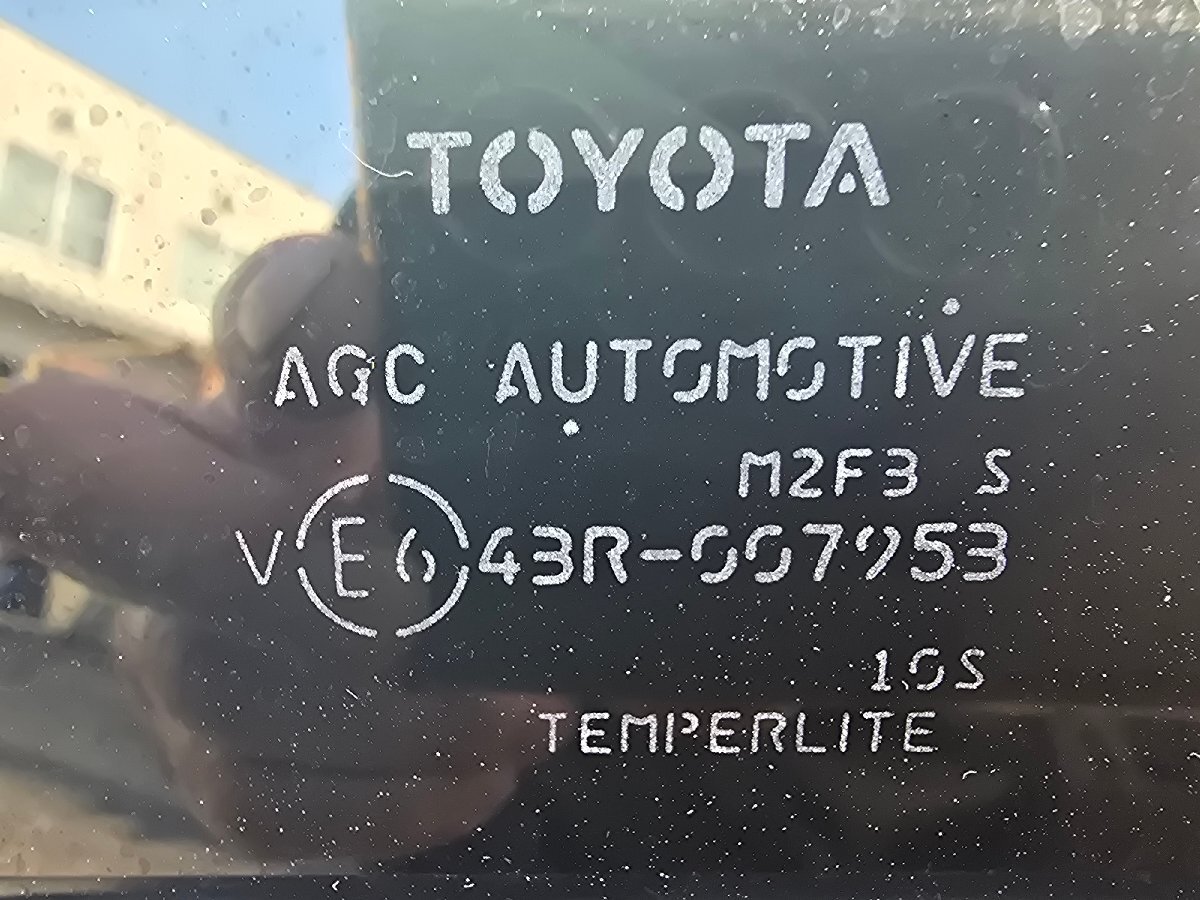 TOYOTA
AGC AUTOMOTIVE
M2F3 S
V E6 43R-007953
10S
TEMPERLITE